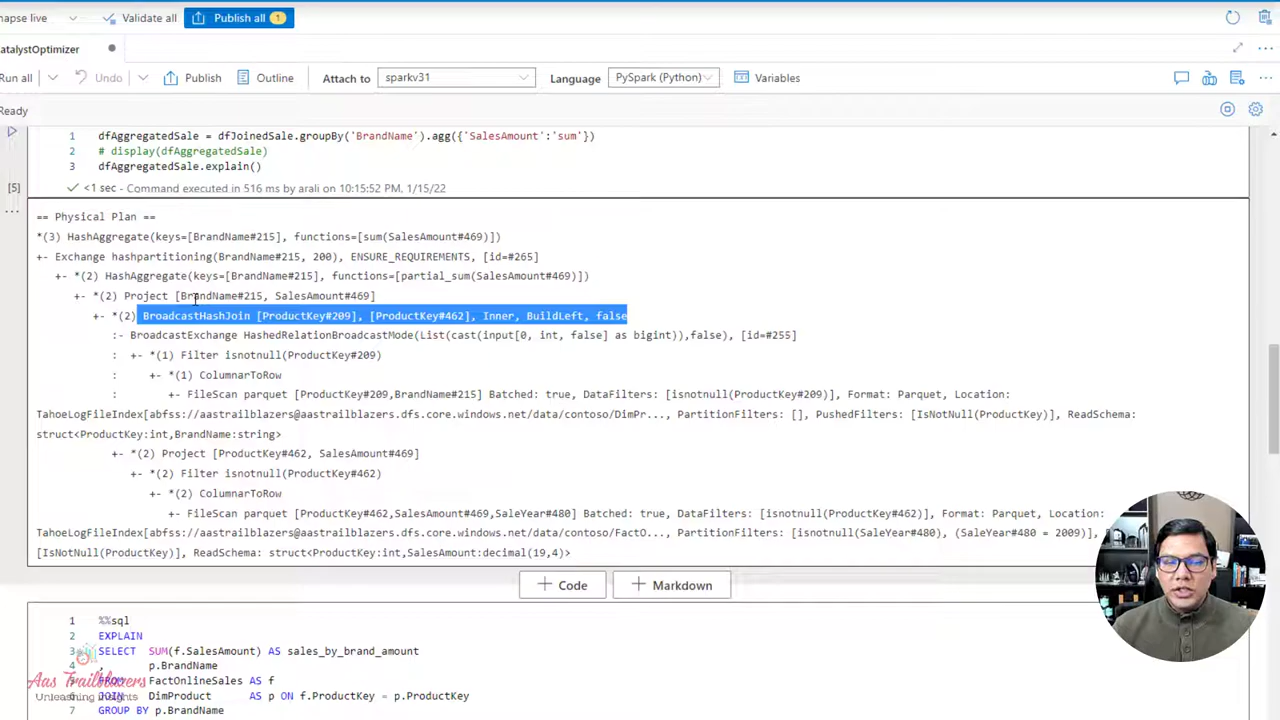 napse live Validate all Publish all 1
atalystOptimizer
Run all Undo Publish Outline Attach to sparkv31 Language PySpark (Python) Variables
Ready
1 dfAggregatedSale = dfJoinedSale.groupBy('BrandName').agg({'SalesAmount':'sum'})
2 # display(dfAggregatedSale)
3 dfAggregatedSale.explain()
[5] <1 sec - Command executed in 516 ms by arali on 10:15:52 PM, 1/15/22
== Physical Plan ==
*(3) HashAggregate(keys=[BrandName#215], functions=[sum(SalesAmount#469)])
+- Exchange hashpartitioning(BrandName#215, 200), ENSURE_REQUIREMENTS, [id=#265]
+- *(2) HashAggregate(keys=[BrandName#215], functions=[partial_sum(SalesAmount#469)])
+- *(2) Project [BrandName#215, SalesAmount#469]
+- *(2) BroadcastHashJoin [ProductKey#209], [ProductKey#462], Inner, BuildLeft, false
:- BroadcastExchange HashedRelationBroadcastMode(List(cast(input[0, int, false] as bigint)),false), [id=#255]
: +- *(1) Filter isnotnull(ProductKey#209)
: +- *(1) ColumnarToRow
: +- FileScan parquet [ProductKey#209,BrandName#215] Batched: true, DataFilters: [isnotnull(ProductKey#209)], Format: Parquet, Location:
TahoeLogFileIndex[abfss://aastrailblazers@aastrailblazers.dfs.core.windows.net/data/contoso/DimPr..., PartitionFilters: [], PushedFilters: [IsNotNull(ProductKey)], ReadSchema:
struct<ProductKey:int,BrandName:string>
+- *(2) Project [ProductKey#462, SalesAmount#469]
+- *(2) Filter isnotnull(ProductKey#462)
+- *(2) ColumnarToRow
+- FileScan parquet [ProductKey#462,SalesAmount#469,SaleYear#480] Batched: true, DataFilters: [isnotnull(ProductKey#462)], Format: Parquet, Location:
TahoeLogFileIndex[abfss://aastrailblazers@aastrailblazers.dfs.core.windows.net/data/contoso/FactO..., PartitionFilters: [isnotnull(SaleYear#480), (SaleYear#480 = 2009)],
[IsNotNull(ProductKey)], ReadSchema: struct<ProductKey:int,SalesAmount:decimal(19,4)>
+ Code + Markdown
1 %%sql
2 EXPLAIN
3 SELECT SUM(f.SalesAmount) AS sales_by_brand_amount
4 , p.BrandName
FROM FactOnlineSales AS f
6 JOIN DimProduct AS p ON f.ProductKey = p.ProductKey
7 GROUP BY p.BrandName
Aas Trailblazers
Unleashing Insights